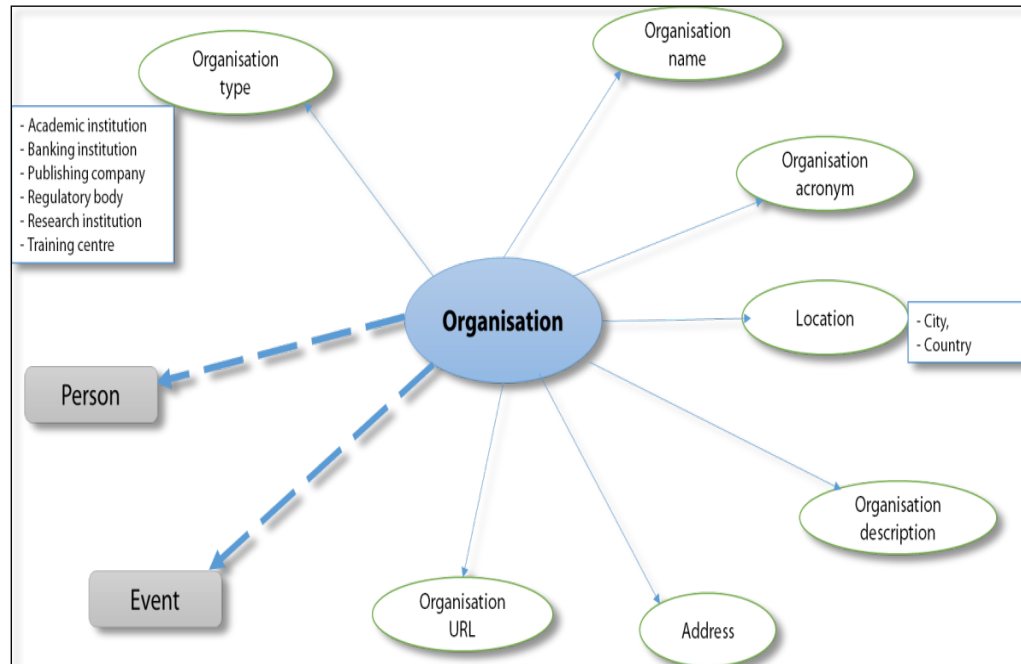 Organisation
type
- Academic institution
- Banking institution
- Publishing company
- Regulatory body
- Research institution
- Training centre
Organisation
name
Organisation
acronym
Organisation
Location
- City,
- Country
Person
Organisation
description
Event
Organisation
URL
Address